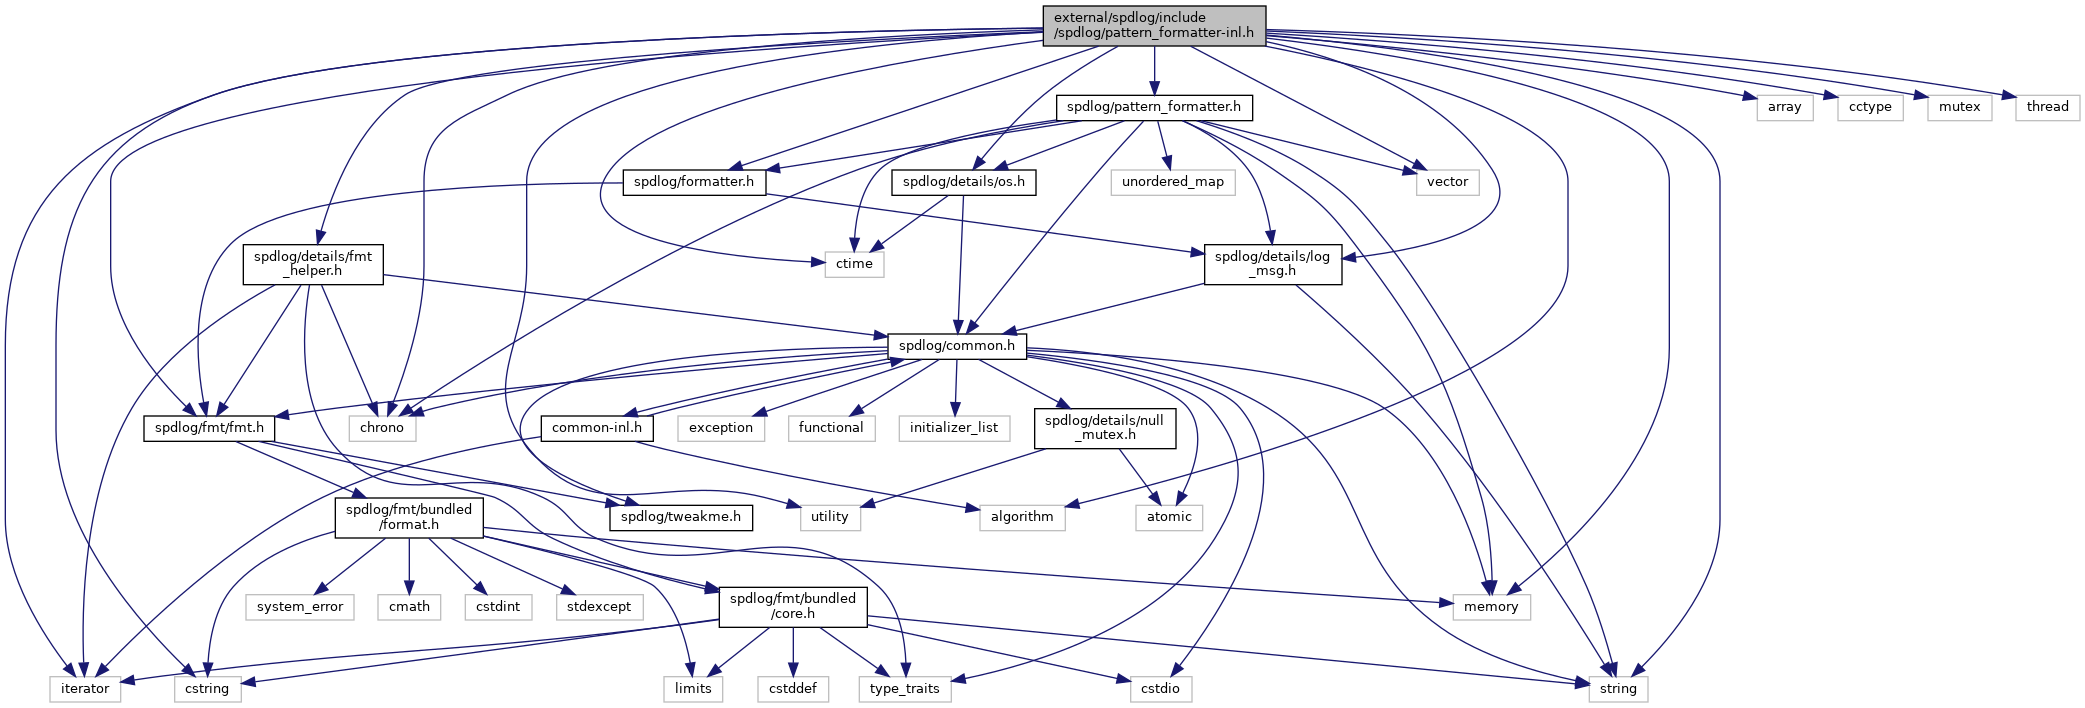 external/spdlog/include
/spdlog/pattern_formatter-inl.h
spdlog/pattern_formatter.h
array
cctype
mutex
thread
spdlog/formatter.h
spdlog/details/os.h
unordered_map
vector
spdlog/details/fmt
_helper.h
ctime
spdlog/details/log
_msg.h
spdlog/common.h
spdlog/fmt/fmt.h
chrono
common-inl.h
exception
functional
initializer_list
spdlog/details/null
_mutex.h
spdlog/fmt/bundled
/format.h
spdlog/tweakme.h
utility
algorithm
atomic
system_error
cmath
cstdint
stdexcept
spdlog/fmt/bundled
/core.h
memory
iterator
cstring
limits
cstddef
type_traits
cstdio
string